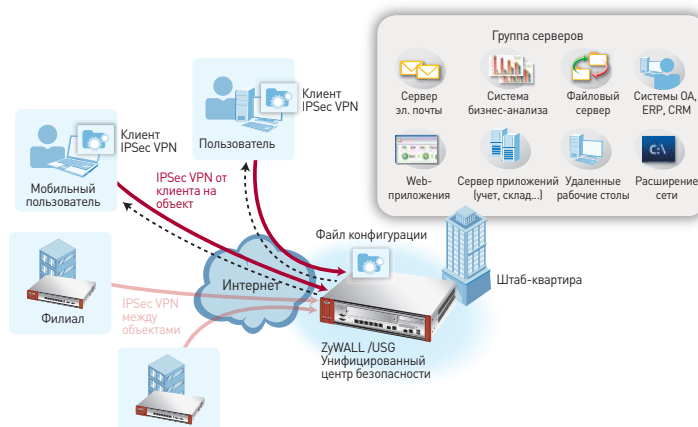 Группа серверов
Сервер
эл. почты
Система
бизнес-анализа
Файловый
сервер
Системы OA,
ERP, CRM
Web-
приложения
Сервер приложений
(учет, склад...)
Удаленные
рабочие столы
Расширение
сети
C:\
Клиент
IPSec VPN
Пользователь
Клиент
IPSec VPN
Мобильный
пользователь
IPSec VPN от
клиента на
объект
Файл конфигурации
Интернет
Штаб-квартира
Филиал
IPSec VPN
между
объектами
ZyWALL /USG
Унифицированный
центр безопасности